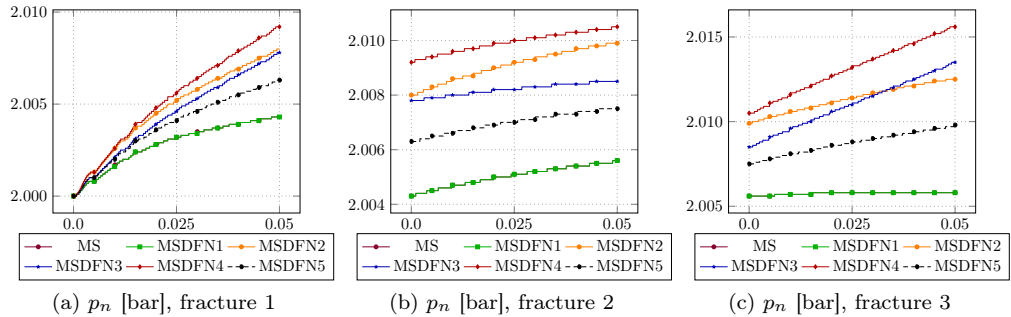 2.010
2.005
2.000
0.0 0.025 0.05
MS MSDFN1 MSDFN2
MSDFN3 MSDFN4 MSDFN5
(a) pₙ [bar], fracture 1
2.010
2.008
2.006
2.004
0.0 0.025 0.05
MS MSDFN1 MSDFN2
MSDFN3 MSDFN4 MSDFN5
(b) pₙ [bar], fracture 2
2.015
2.010
2.005
0.0 0.025 0.05
MS MSDFN1 MSDFN2
MSDFN3 MSDFN4 MSDFN5
(c) pₙ [bar], fracture 3